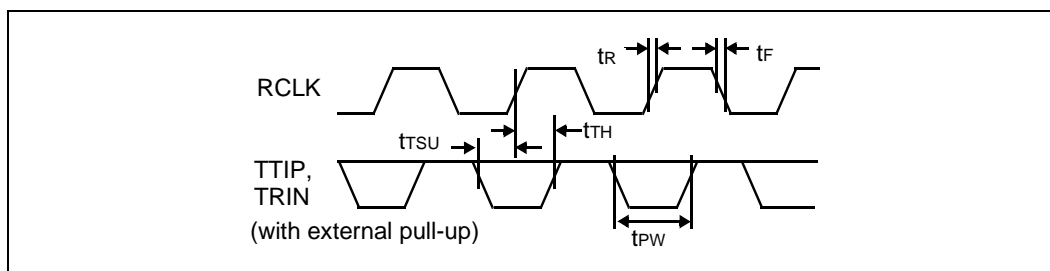 tR
tF
RCLK
tTSU
tTH
TTIP,
TRIN
(with external pull-up)
tPW